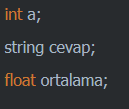 int a;
string cevap;
float ortalama;